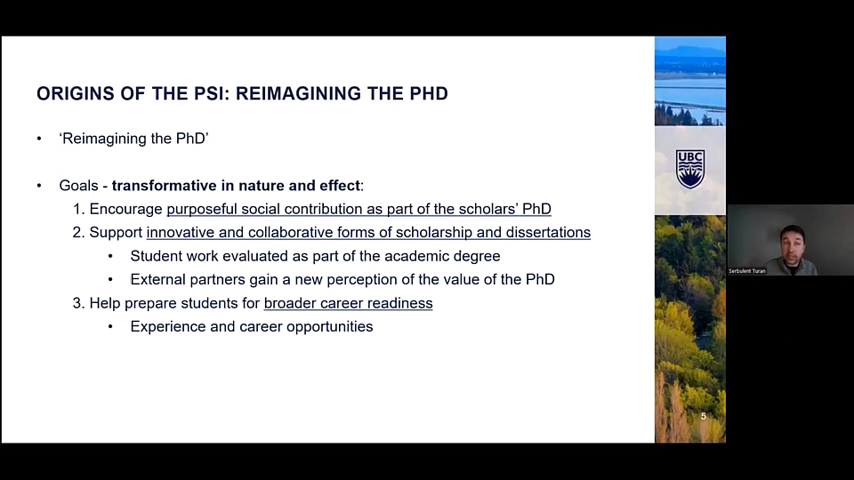 ORIGINS OF THE PSI: REIMAGINING THE PHD
• ‘Reimagining the PhD’
• Goals - transformative in nature and effect:
1. Encourage purposeful social contribution as part of the scholars’ PhD
2. Support innovative and collaborative forms of scholarship and dissertations
• Student work evaluated as part of the academic degree
• External partners gain a new perception of the value of the PhD
3. Help prepare students for broader career readiness
• Experience and career opportunities
UBC
Serbulent Turan
5